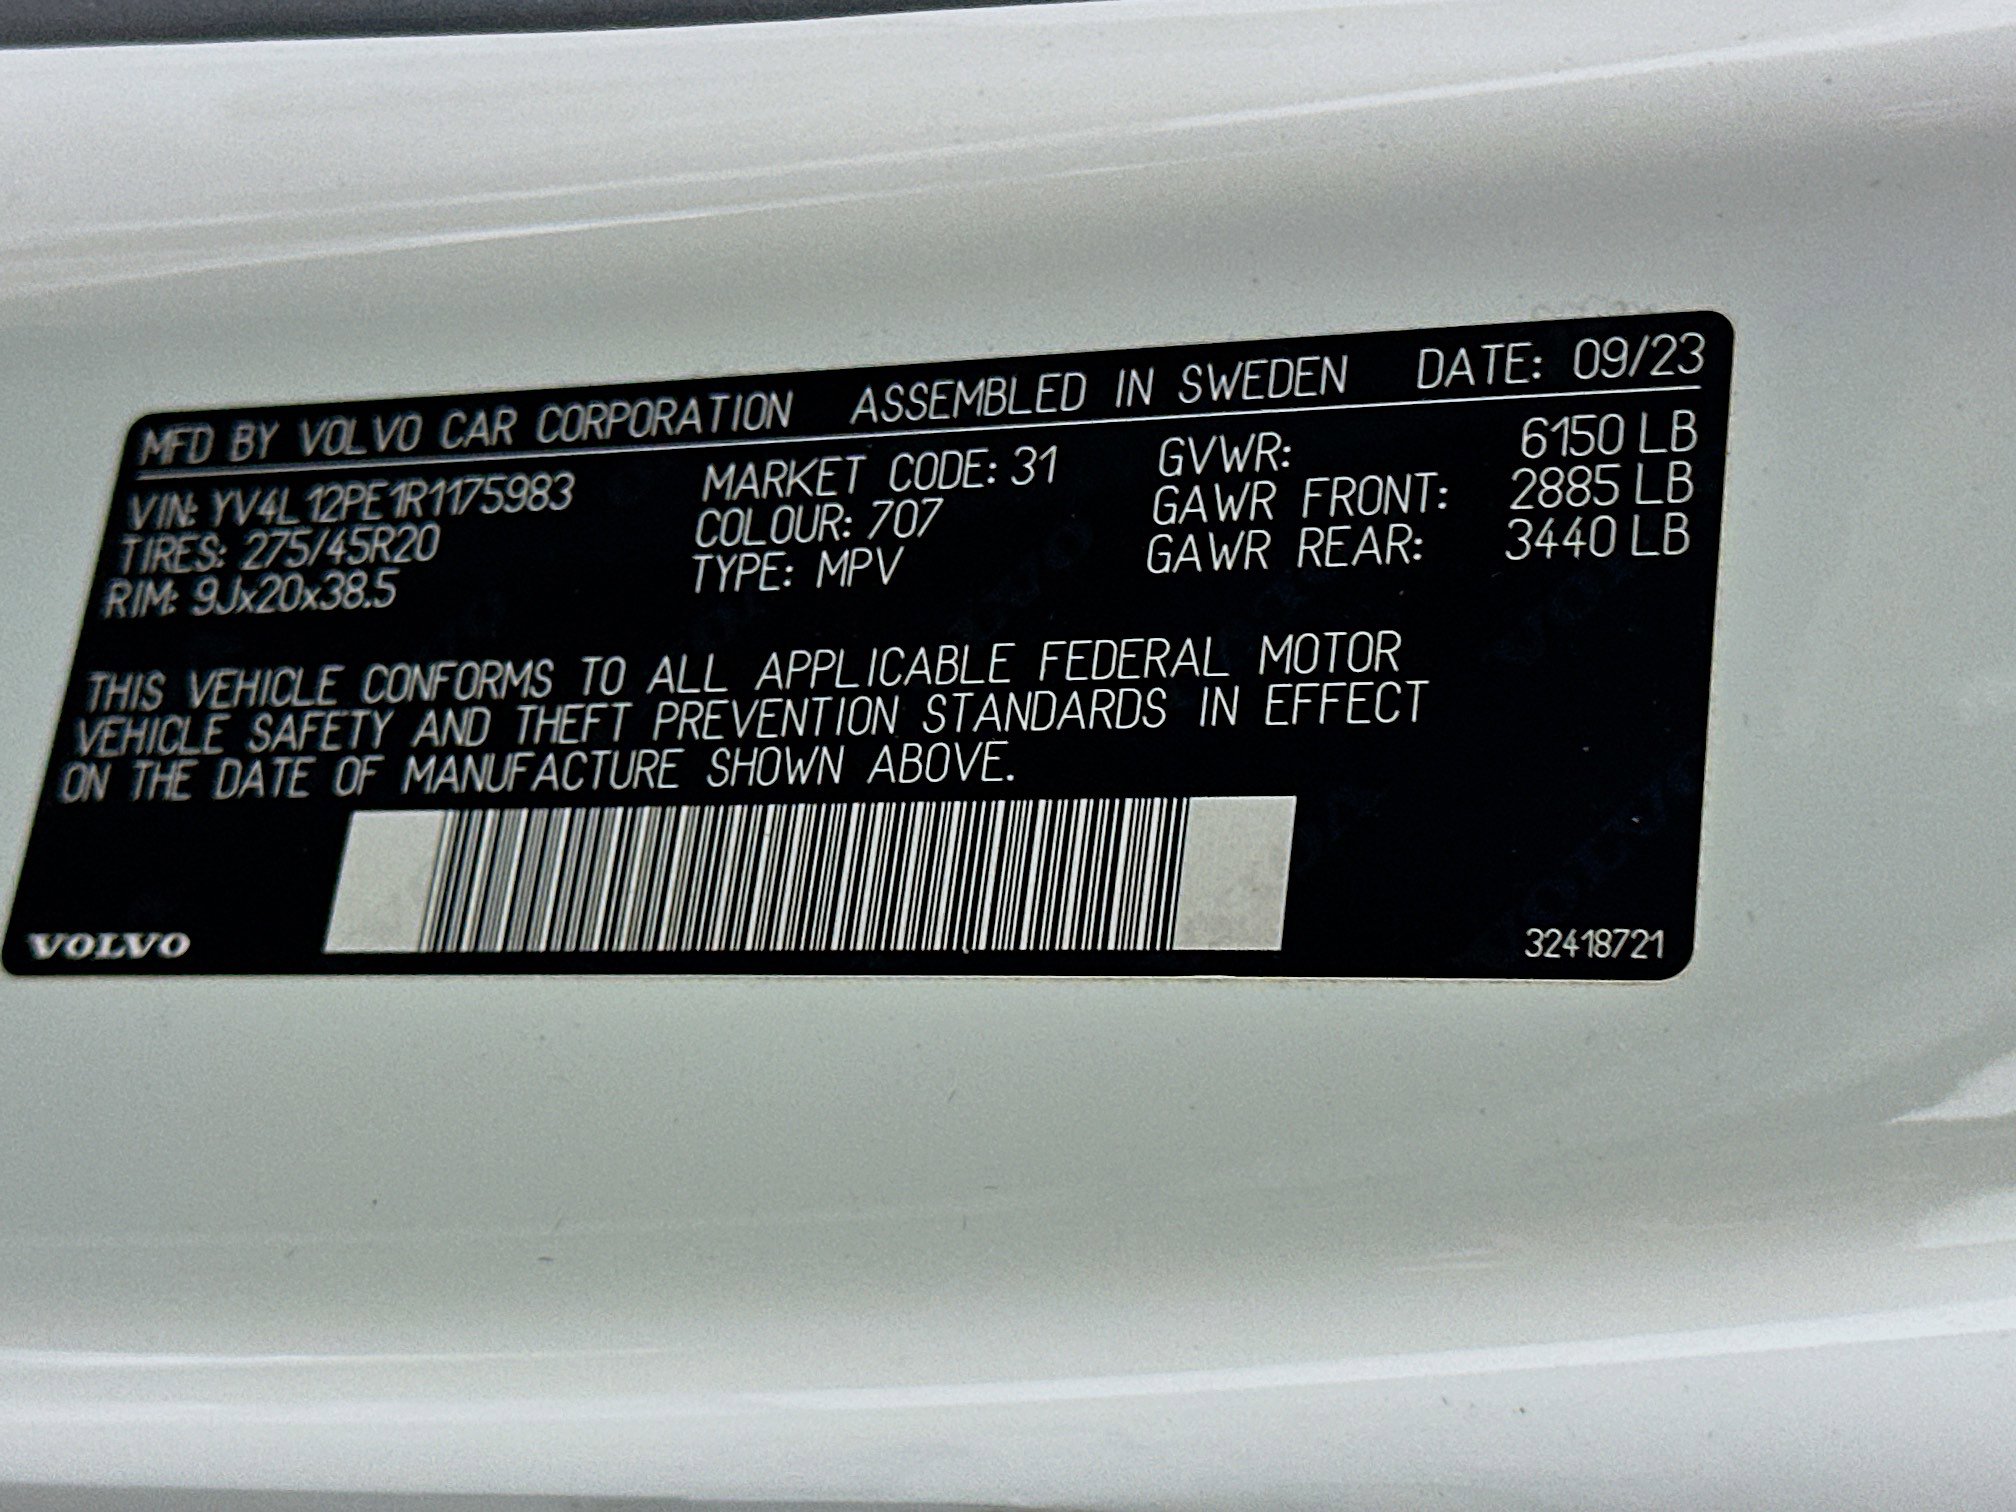 MFD BY VOLVO CAR CORPORATION ASSEMBLED IN SWEDEN DATE: 09/23
VIN: YV4L12PE1R1175983 MARKET CODE: 31 GVWR: 6150 LB
TIRES: 275/45R20 COLOUR: 707 GAWR FRONT: 2885 LB
RIM: 9Jx20x38.5 TYPE: MPV GAWR REAR: 3440 LB
THIS VEHICLE CONFORMS TO ALL APPLICABLE FEDERAL MOTOR
VEHICLE SAFETY AND THEFT PREVENTION STANDARDS IN EFFECT
ON THE DATE OF MANUFACTURE SHOWN ABOVE.
VOLVO 32418721